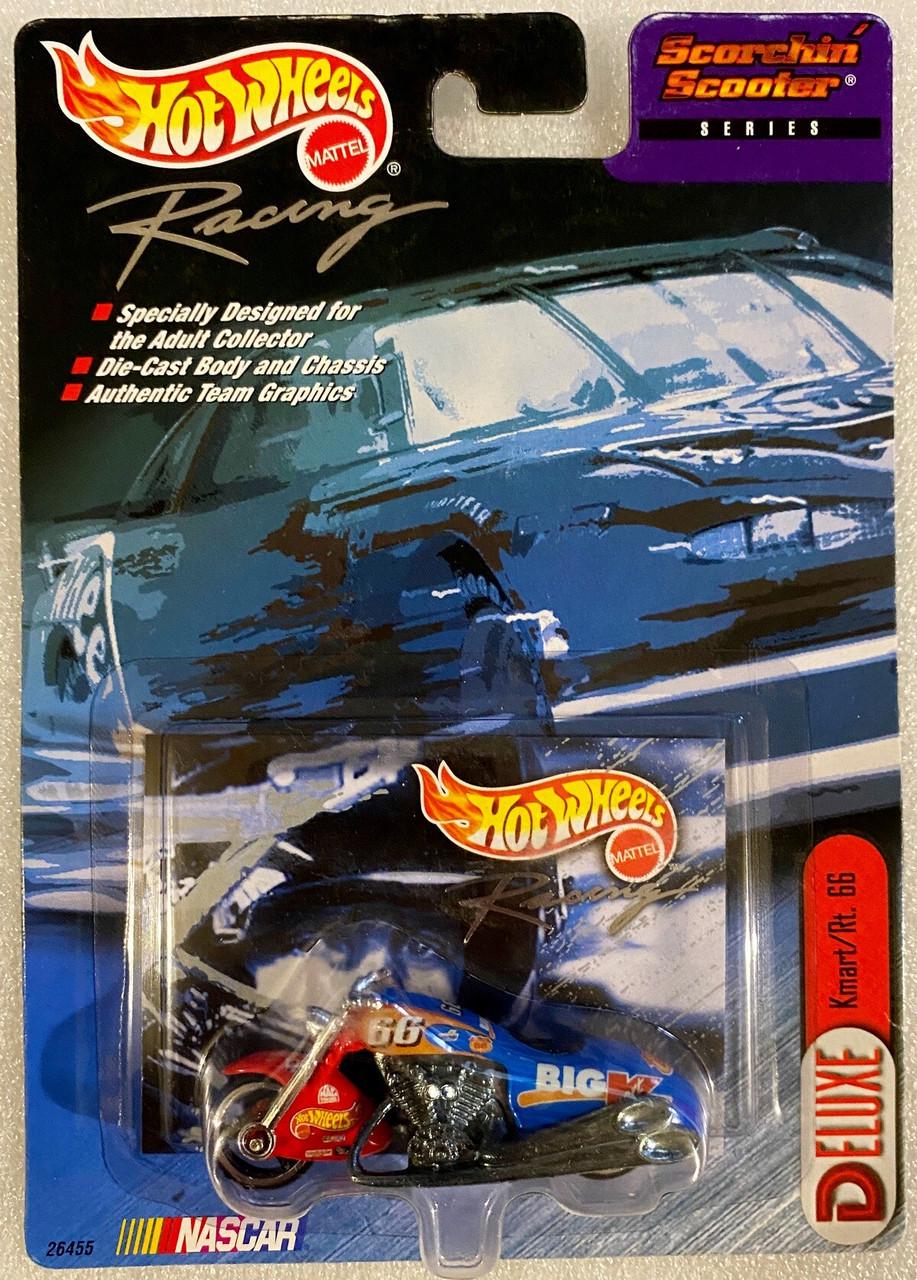 HOT WHEELS
MATTEL
®
Racing
Scorchin'
Scooter®
SERIES
Specially Designed for
the Adult Collector
Die-Cast Body and Chassis
Authentic Team Graphics
HOT WHEELS
MATTEL
Racing
66
BIG K
HOT WHEELS
Kmart/Rt. 66
DELUXE
26455
NASCAR